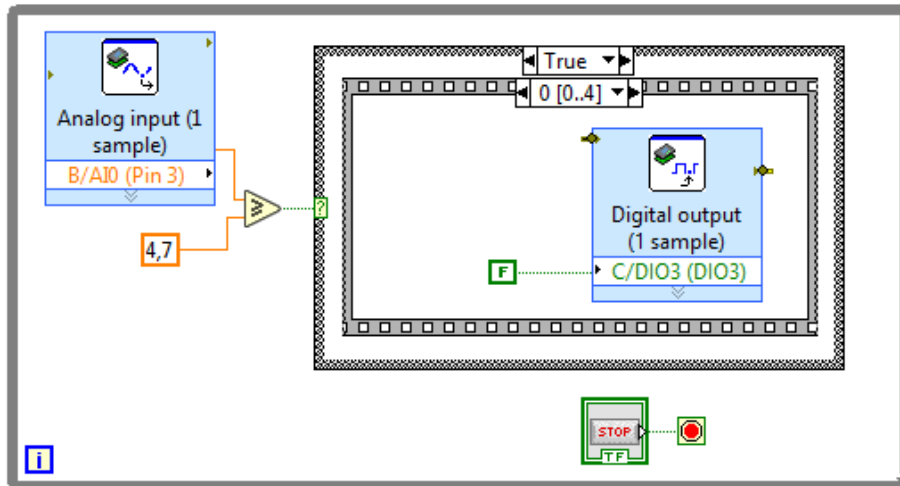 True
0 [0..4]
Analog input (1
sample)
B/AI0 (Pin 3)
4,7
≥
?
Digital output
(1 sample)
F
C/DIO3 (DIO3)
STOP
TF
i